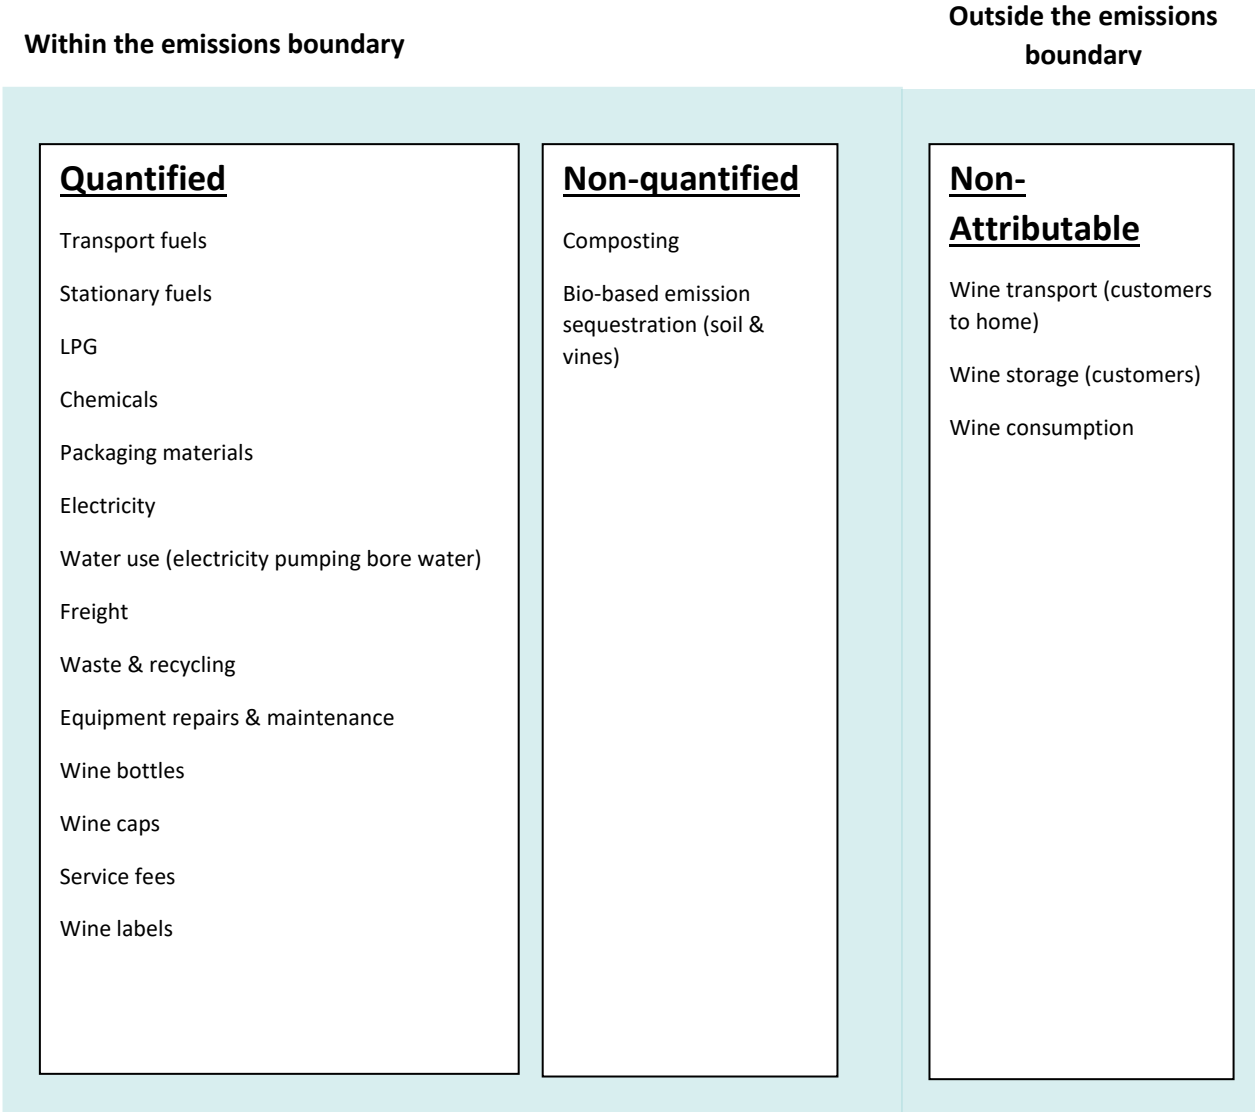 Within the emissions boundary
Outside the emissions
boundary
Quantified
Transport fuels
Stationary fuels
LPG
Chemicals
Packaging materials
Electricity
Water use (electricity pumping bore water)
Freight
Waste & recycling
Equipment repairs & maintenance
Wine bottles
Wine caps
Service fees
Wine labels
Non-quantified
Composting
Bio-based emission
sequestration (soil &
vines)
Non-
Attributable
Wine transport (customers
to home)
Wine storage (customers)
Wine consumption